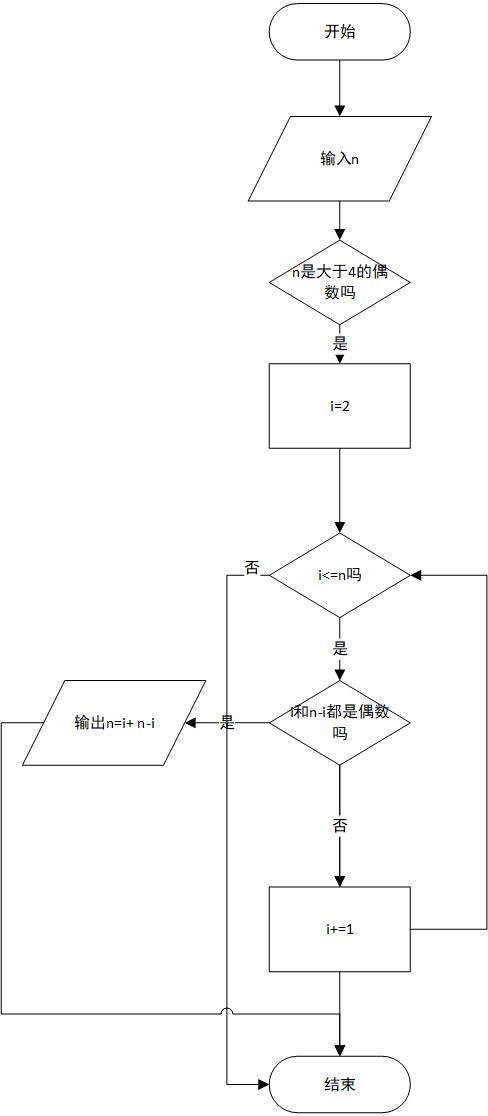 开始
输入n
n是大于4的偶
数吗
是
i=2
否
i<=n吗
是
输出n=i+ n-i
是
i和n-i都是偶数
吗
否
i+=1
结束